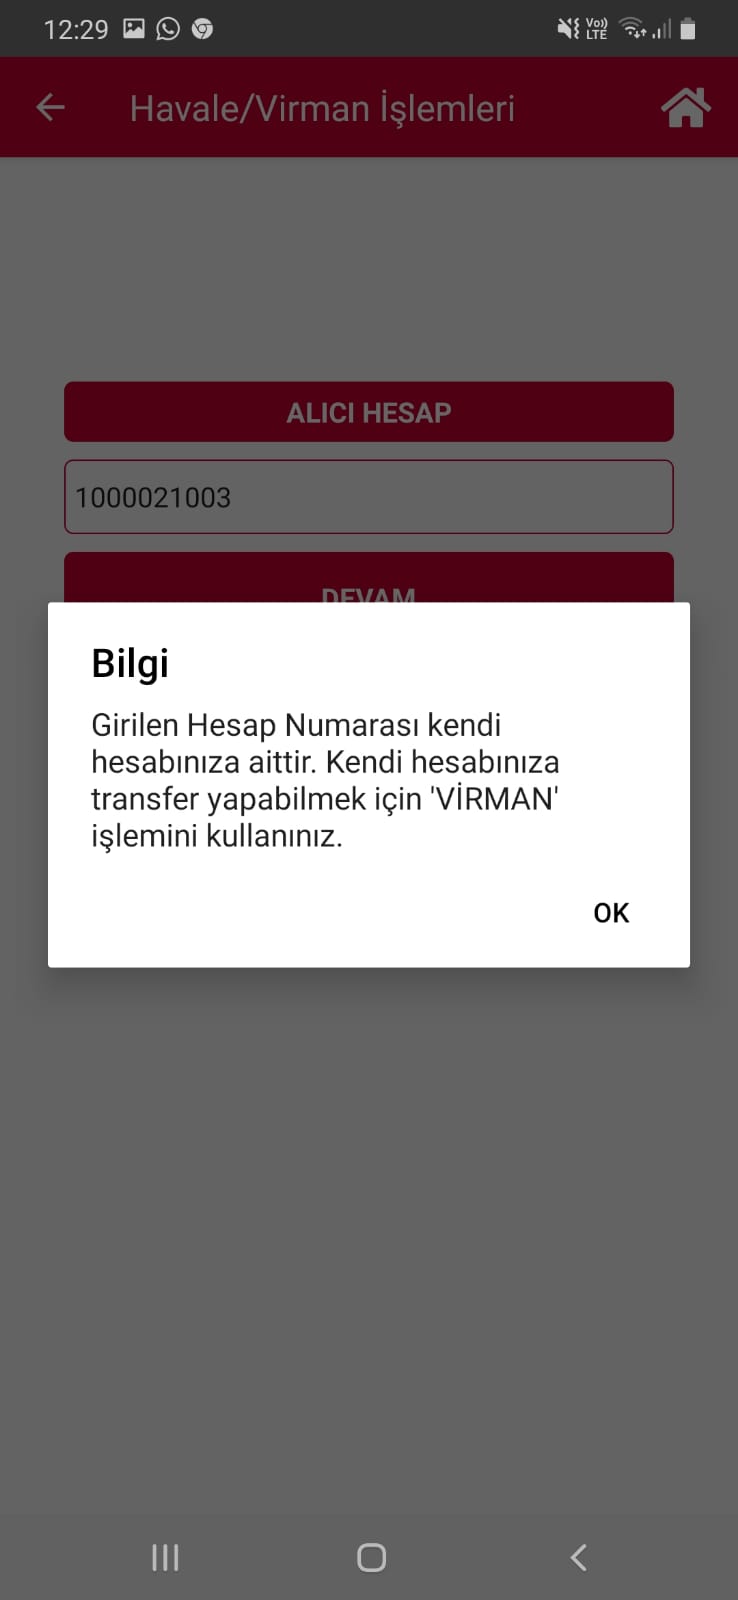 12:29
Vo))
LTE
Havale/Virman İşlemleri
ALICI HESAP
1000021003
DEVAM
Bilgi
Girilen Hesap Numarası kendi
hesabınıza aittir. Kendi hesabınıza
transfer yapabilmek için 'VİRMAN'
işlemini kullanınız.
OK